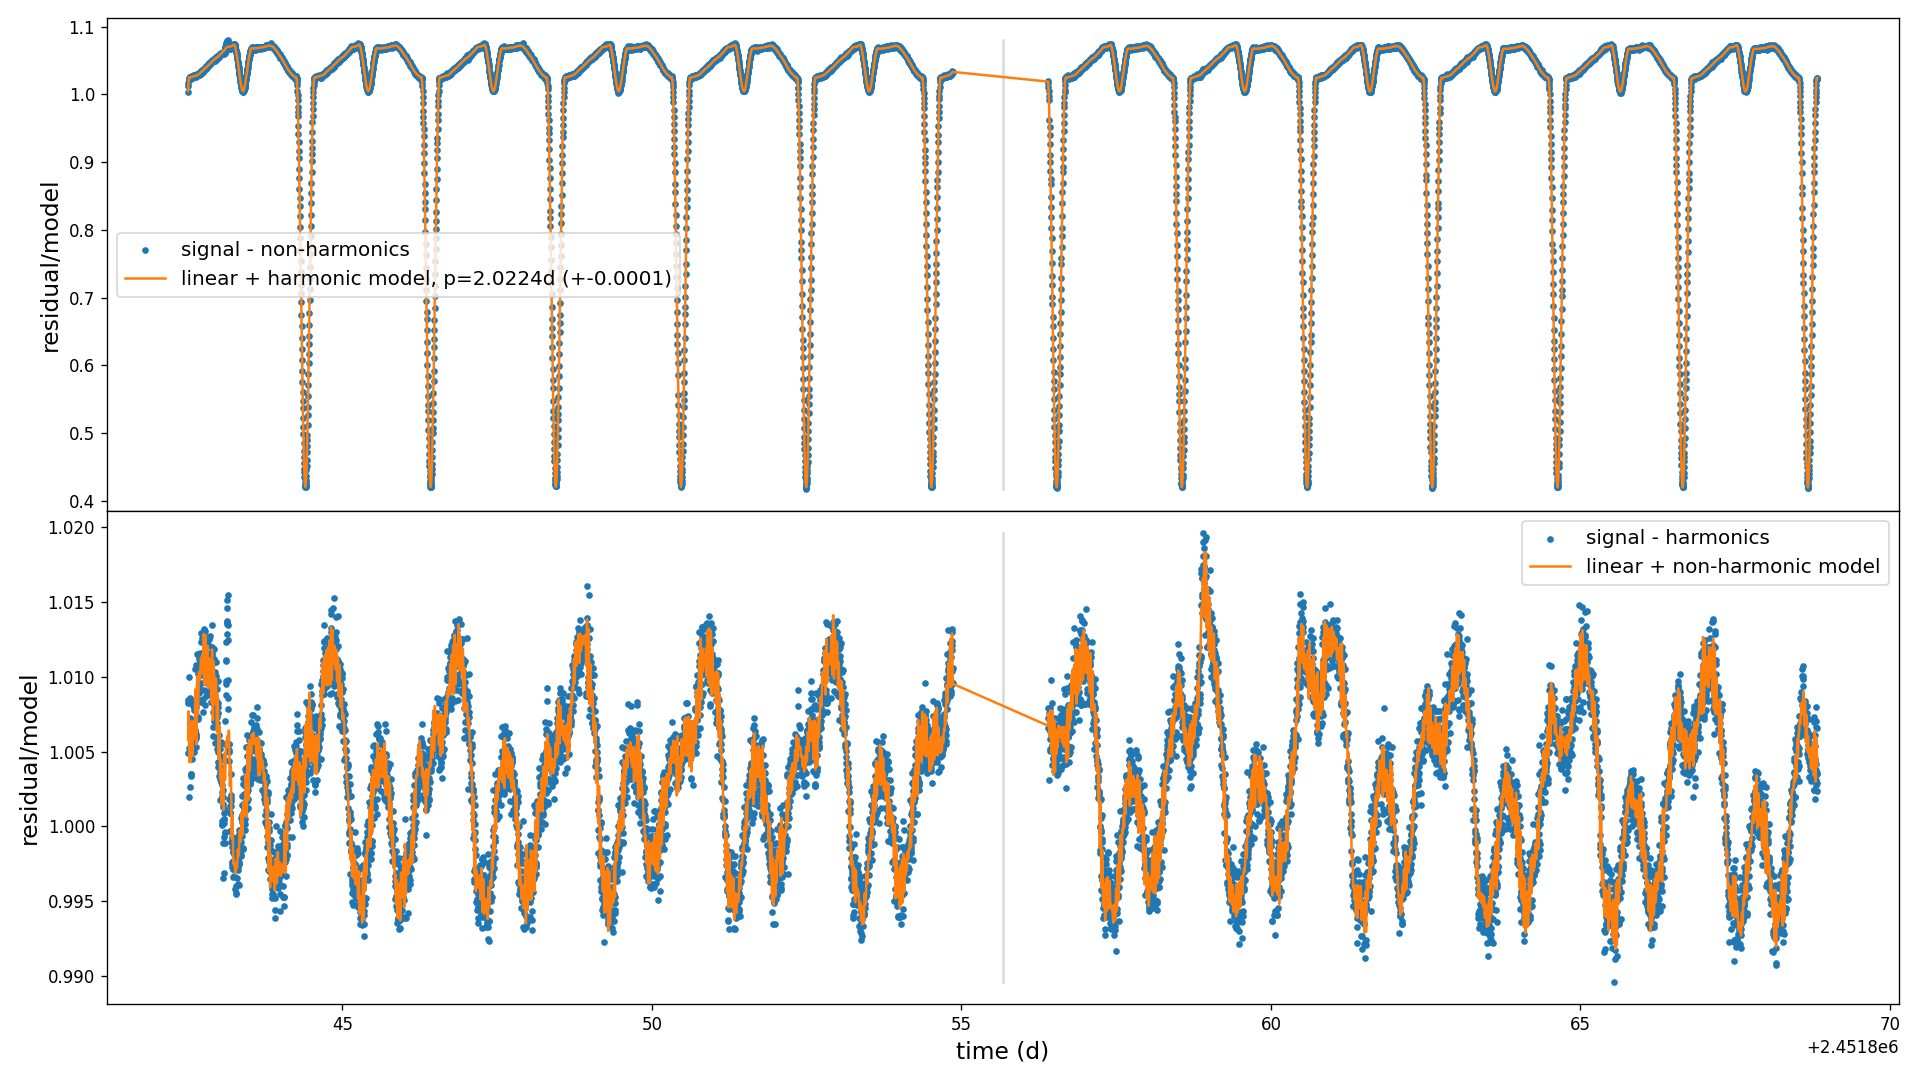 1.1
1.0
0.9
0.8
0.7
0.6
0.5
0.4
residual/model
signal - non-harmonics
linear + harmonic model, p=2.0224d (+-0.0001)
1.020
1.015
1.010
1.005
1.000
0.995
0.990
residual/model
signal - harmonics
linear + non-harmonic model
45 50 55 60 65 70
time (d)
+2.4518e6